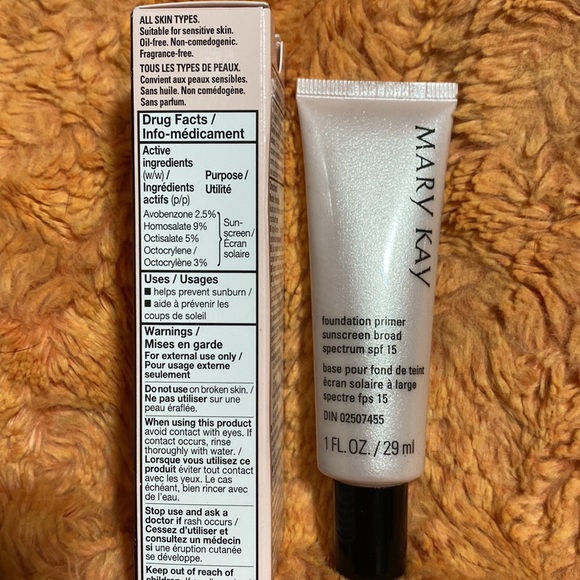 ALL SKIN TYPES.
Suitable for sensitive skin.
Oil-free. Non-comedogenic.
Fragrance-free.
TOUS LES TYPES DE PEAUX.
Convient aux peaux sensibles.
Sans huile. Non comédogène.
Sans parfum.
Drug Facts /
Info-médicament
Active
ingredients
(w/w) /
Ingrédients
actifs (p/p)
Purpose /
Utilité
Avobenzone 2.5%
Homosalate 9%
Octisalate 5%
Octocrylene /
Octocrylène 3%
Sun-
screen /
Écran
solaire
Uses / Usages
■ helps prevent sunburn /
■ aide à prévenir les
coups de soleil
Warnings /
Mises en garde
For external use only /
Pour usage externe
seulement
Do not use on broken skin. /
Ne pas utiliser sur une
peau éraflée.
When using this product
avoid contact with eyes. If
contact occurs, rinse
thoroughly with water. /
Lorsque vous utilisez ce
produit éviter tout contact
avec les yeux. Le cas
échéant, bien rincer avec
de l'eau.
Stop use and ask a
doctor if rash occurs /
Cessez d'utiliser et
consultez un médecin
si une éruption cutanée
se développe.
Keep out of reach of
MARY KAY
foundation primer
sunscreen broad
spectrum spf 15
base pour fond de teint
écran solaire à large
spectre fps 15
DIN 02507455
1 FL. OZ. / 29 ml